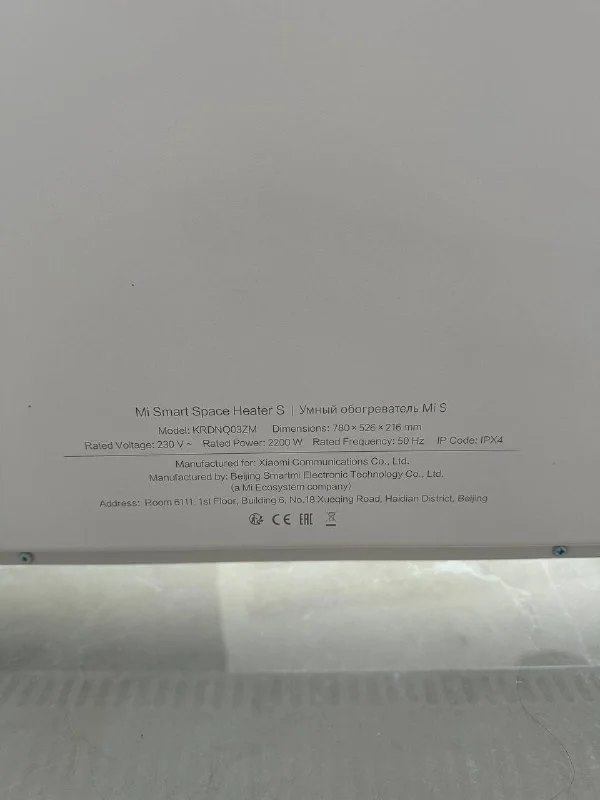 Mi Smart Space Heater S | Умный обогреватель Mi S
Model: KRDNQ03ZM Dimensions: 780×526×216 mm
Rated Voltage: 230 V ~ Rated Power: 2200 W Rated Frequency: 50 Hz IP Code: IPX4
Manufactured for: Xiaomi Communications Co., Ltd.
Manufactured by: Beijing Smartmi Electronic Technology Co., Ltd.
(a Mi Ecosystem company)
Address: Room 6111, 1st Floor, Building 6, No.18 Xueqing Road, Haidian District, Beijing
CE EAC